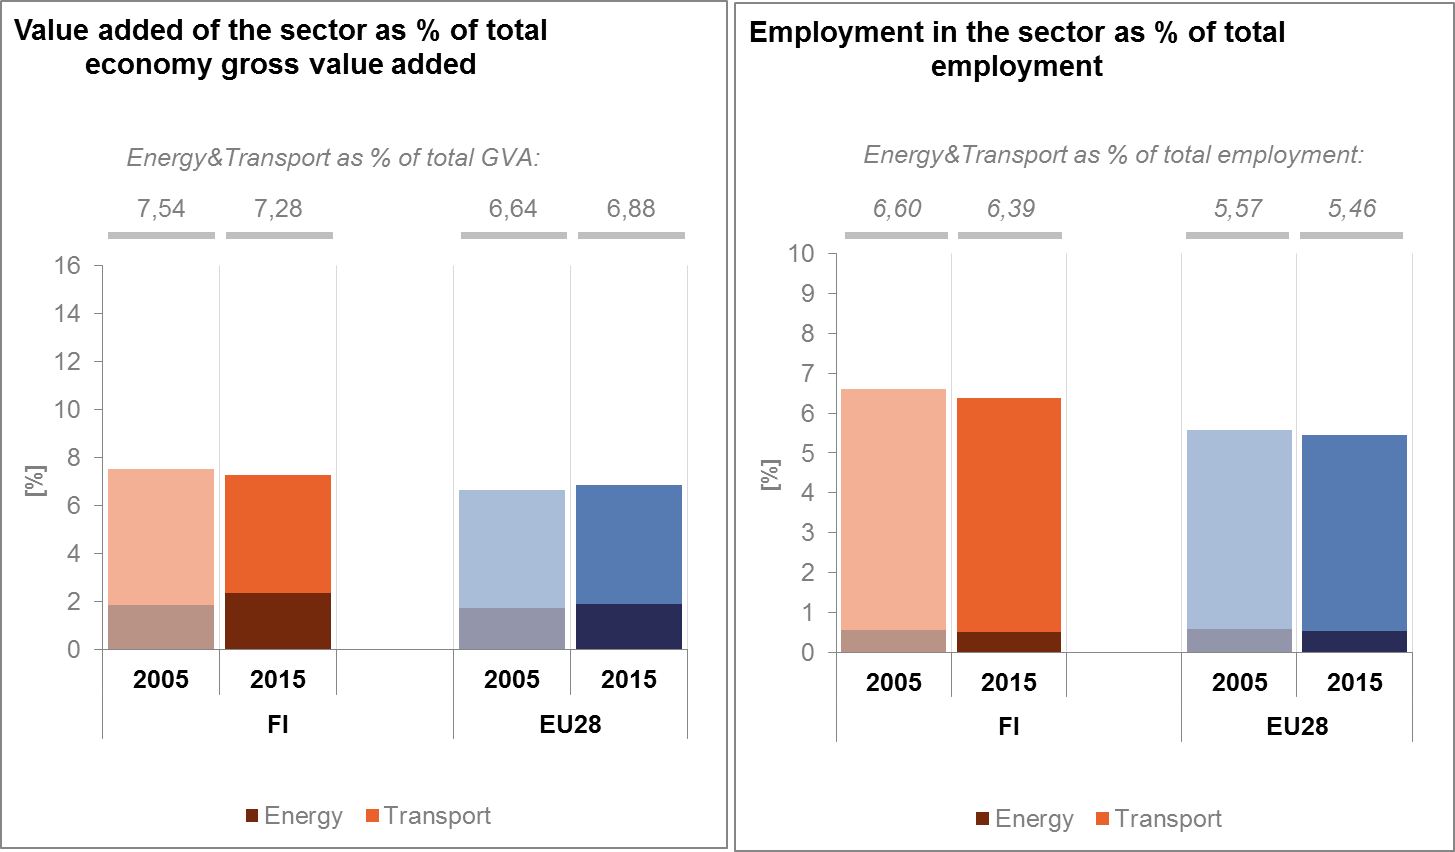 Value added of the sector as % of total
economy gross value added
Energy&Transport as % of total GVA:
7,54 7,28 6,64 6,88
16
14
12
10
8
6
4
2
0
[%]
2005 2015 2005 2015
FI EU28
Energy Transport
Employment in the sector as % of total
employment
Energy&Transport as % of total employment:
6,60 6,39 5,57 5,46
10
9
8
7
6
5
4
3
2
1
0
[%]
2005 2015 2005 2015
FI EU28
Energy Transport